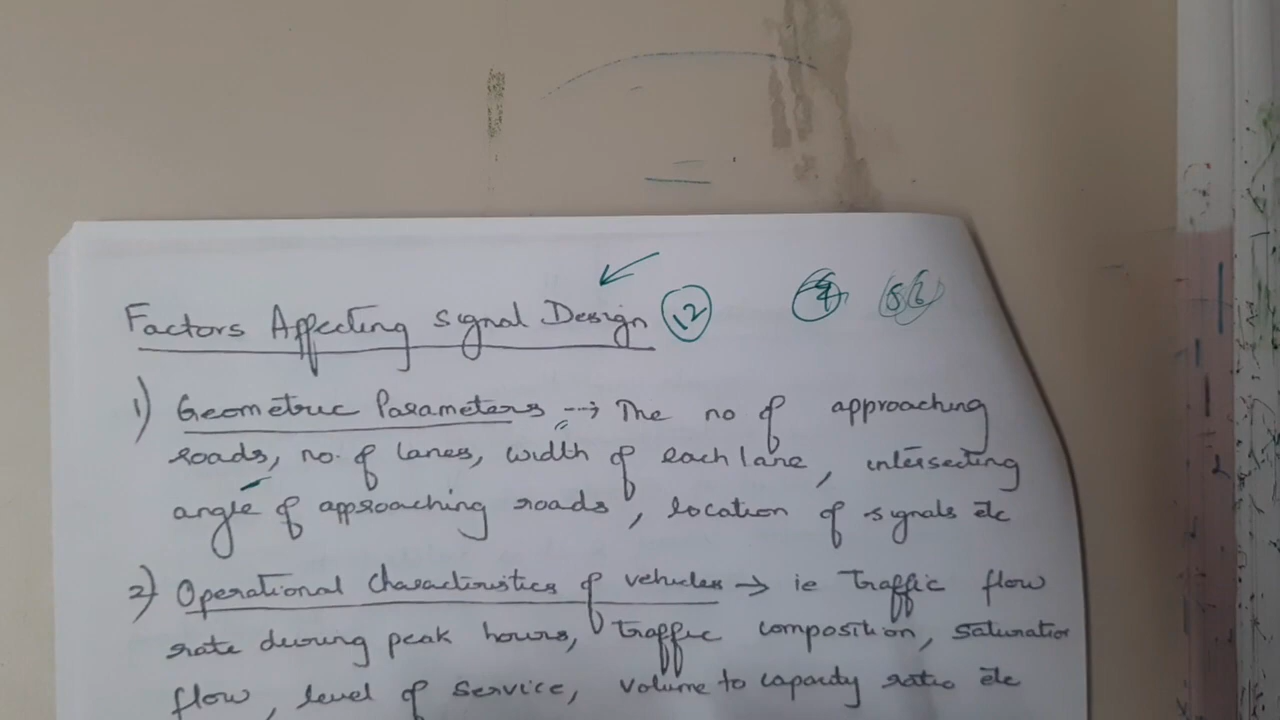 Factors Affecting Signal Design 12
1) Geometric Parameters --> The no of approaching
roads, no. of lanes, width of each lane, intersecting
angle of approaching roads, location of signals etc
2) Operational Characteristics of vehicles → ie Traffic flow
rate during peak hours, traffic composition, saturation
flow, level of service, volume to capacity ratio etc